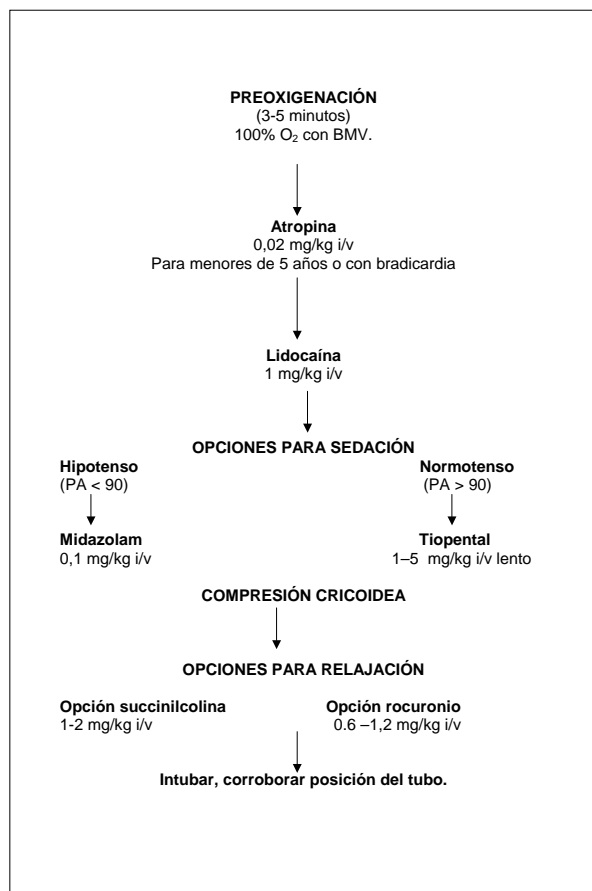 PREOXIGENACIÓN
(3-5 minutos)
100% O₂ con BMV.
Atropina
0,02 mg/kg i/v
Para menores de 5 años o con bradicardia
Lidocaína
1 mg/kg i/v
OPCIONES PARA SEDACIÓN
Hipotenso
(PA < 90)
Normotenso
(PA > 90)
Midazolam
0,1 mg/kg i/v
Tiopental
1–5 mg/kg i/v lento
COMPRESIÓN CRICOIDEA
OPCIONES PARA RELAJACIÓN
Opción succinilcolina
1-2 mg/kg i/v
Opción rocuronio
0.6 –1,2 mg/kg i/v
Intubar, corroborar posición del tubo.